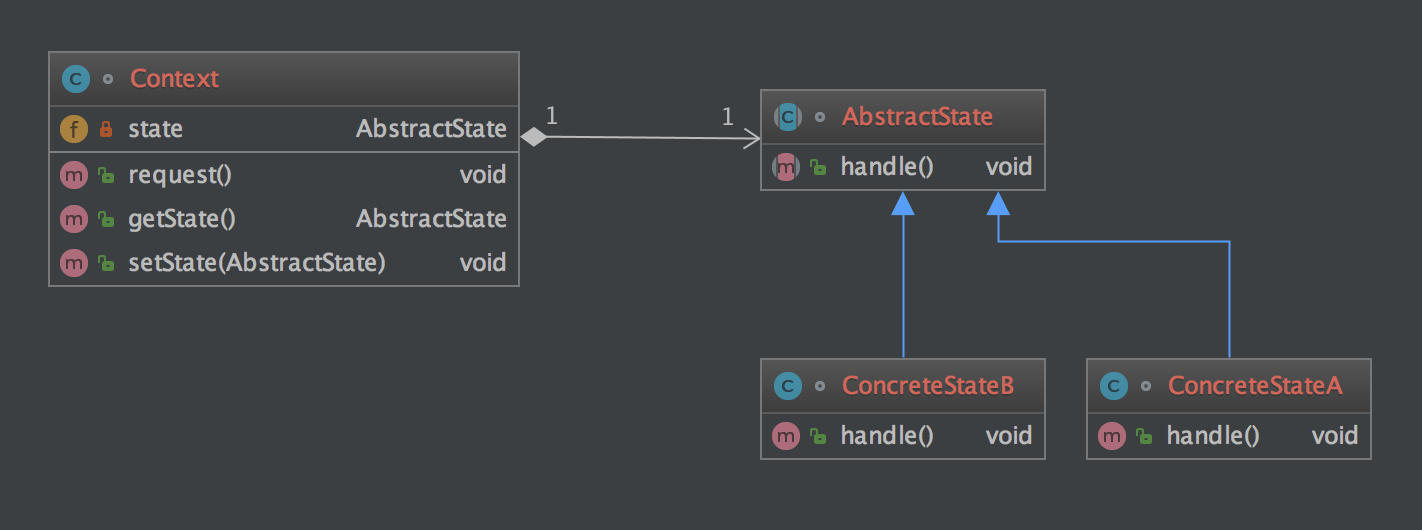 Context
state AbstractState
request() void
getState() AbstractState
setState(AbstractState) void
1 1
AbstractState
handle() void
ConcreteStateB
handle() void
ConcreteStateA
handle() void